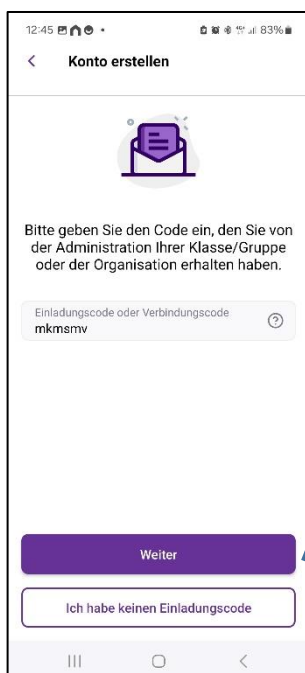 12:45
83%
Konto erstellen
Bitte geben Sie den Code ein, den Sie von
der Administration Ihrer Klasse/Gruppe
oder der Organisation erhalten haben.
Einladungscode oder Verbindungscode
mkmsmv
Weiter
Ich habe keinen Einladungscode